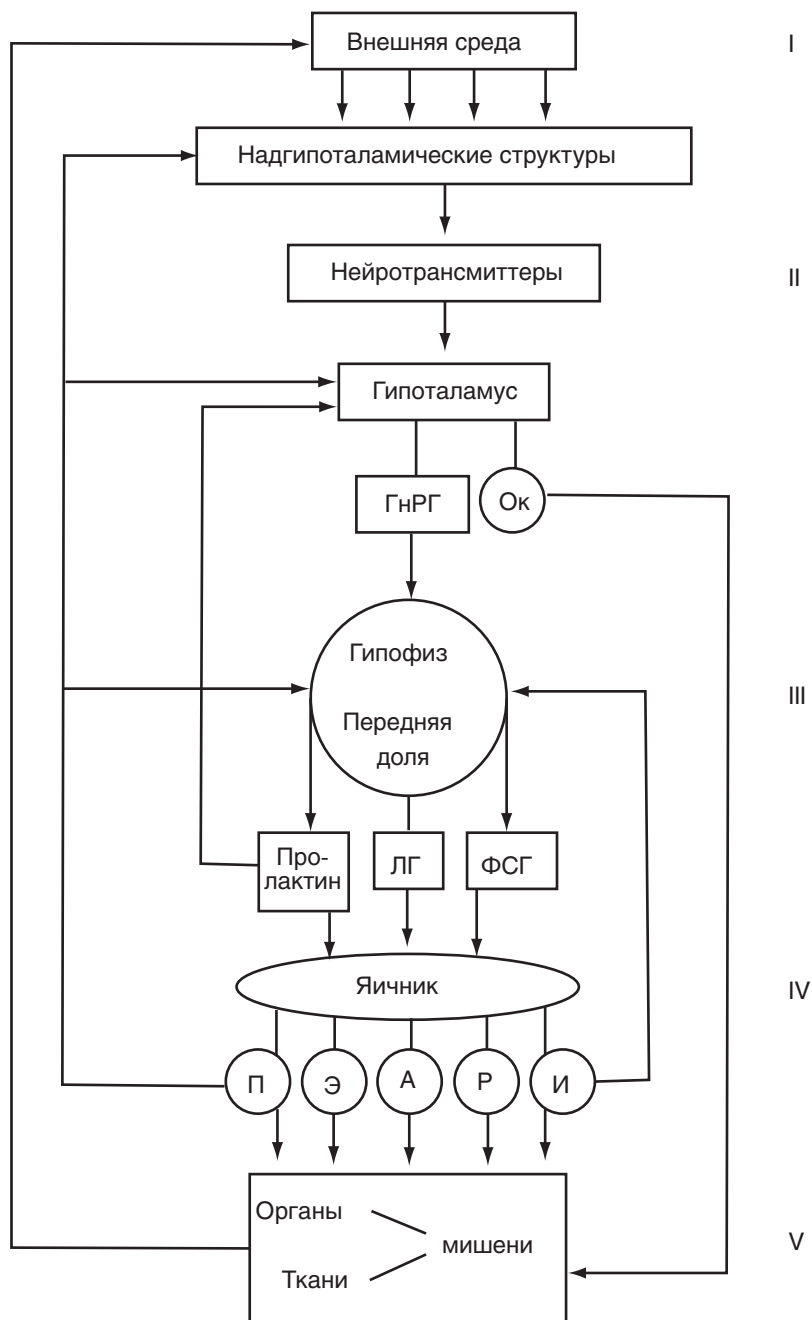 Внешняя среда
I
Надгипоталамические структуры
Нейротрансмиттеры
II
Гипоталамус
ГнРГ
Ок
Гипофиз
Передняя
доля
III
Про-
лактин
ЛГ
ФСГ
Яичник
IV
П
Э
А
Р
И
Органы
мишени
Ткани
V